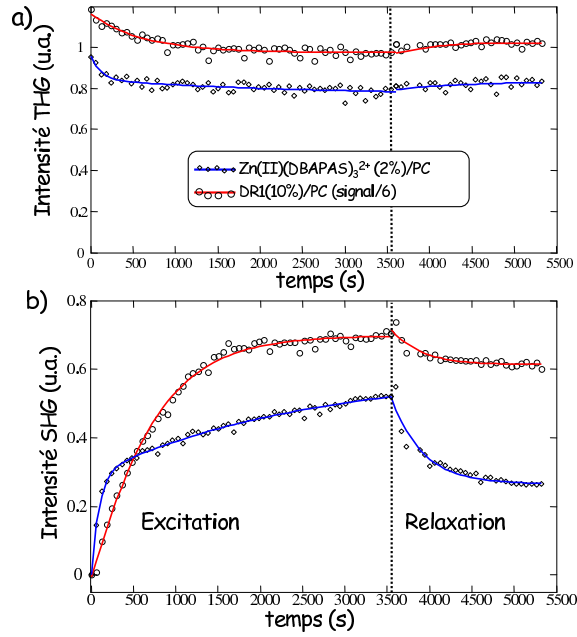 a)
Intensité THG (u.a.)
1
0.8
0.6
0.4
0.2
0
Zn(II)(DBAPAS)₃²⁺ (2%)/PC
DR1(10%)/PC (signal/6)
0 500 1000 1500 2000 2500 3000 3500 4000 4500 5000 5500
temps (s)
b)
Intensité SHG (u.a.)
0.8
0.6
0.4
0.2
0
Excitation
Relaxation
0 500 1000 1500 2000 2500 3000 3500 4000 4500 5000 5500
temps (s)